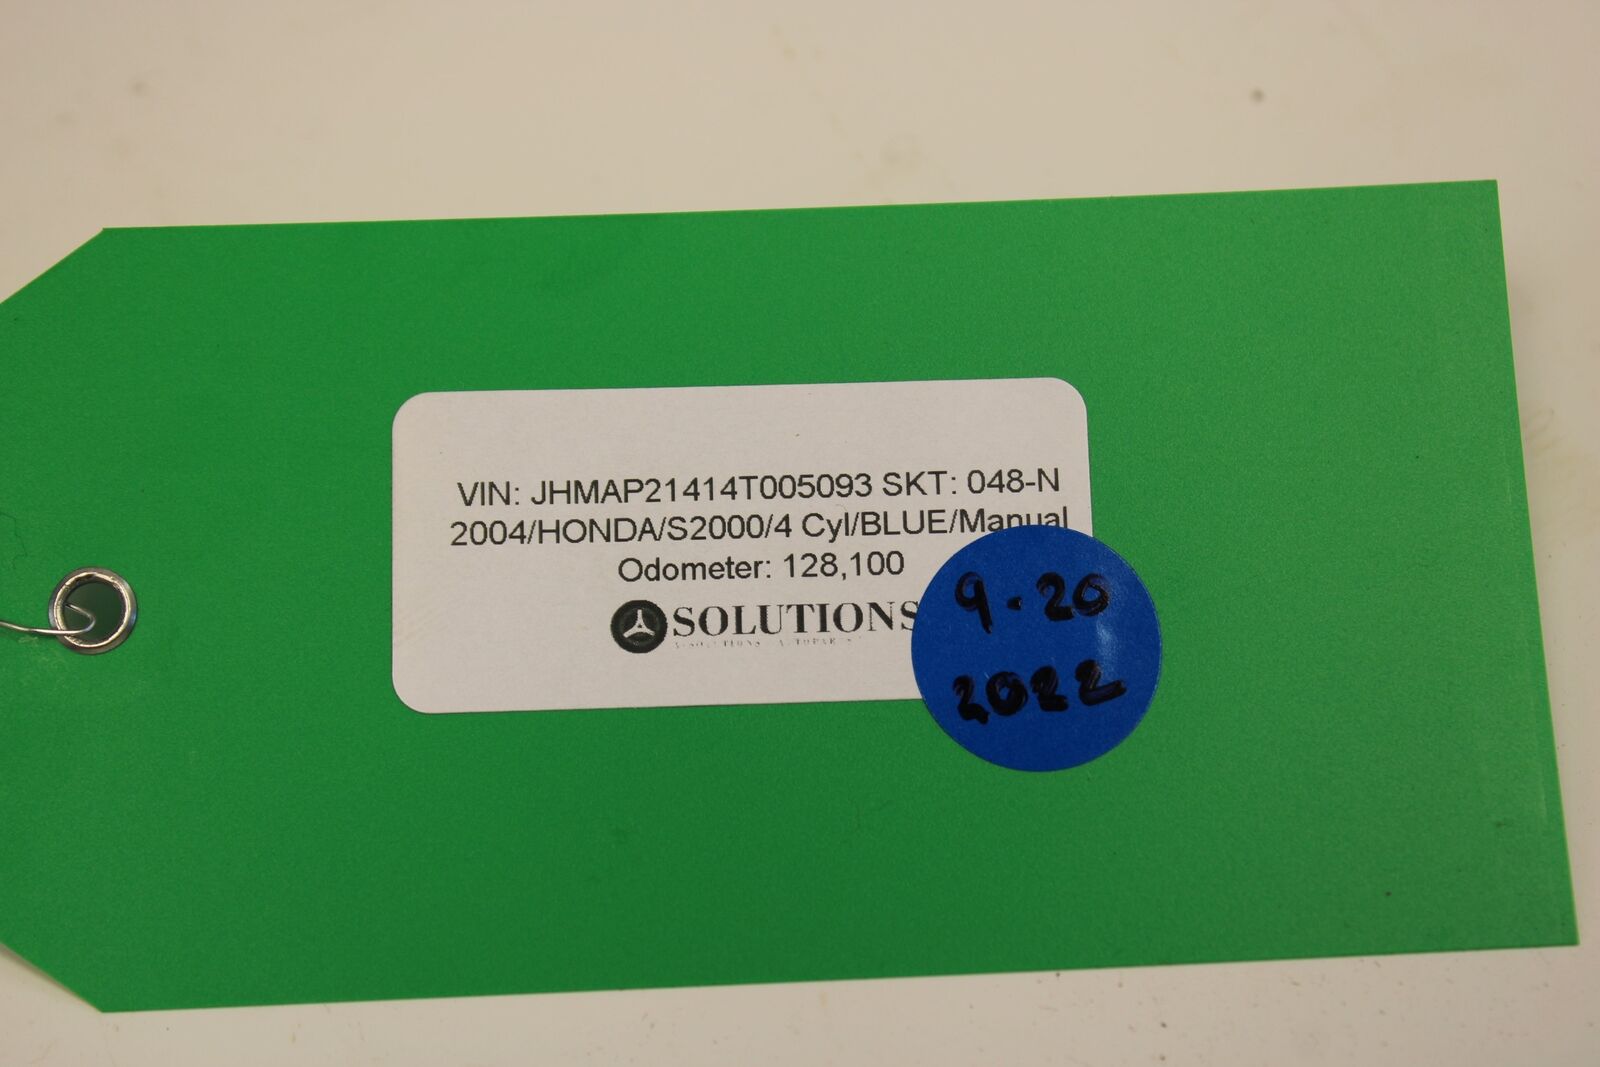 VIN: JHMAP21414T005093 SKT: 048-N
2004/HONDA/S2000/4 Cyl/BLUE/Manual
Odometer: 128,100
SOLUTIONS
9.20
2022